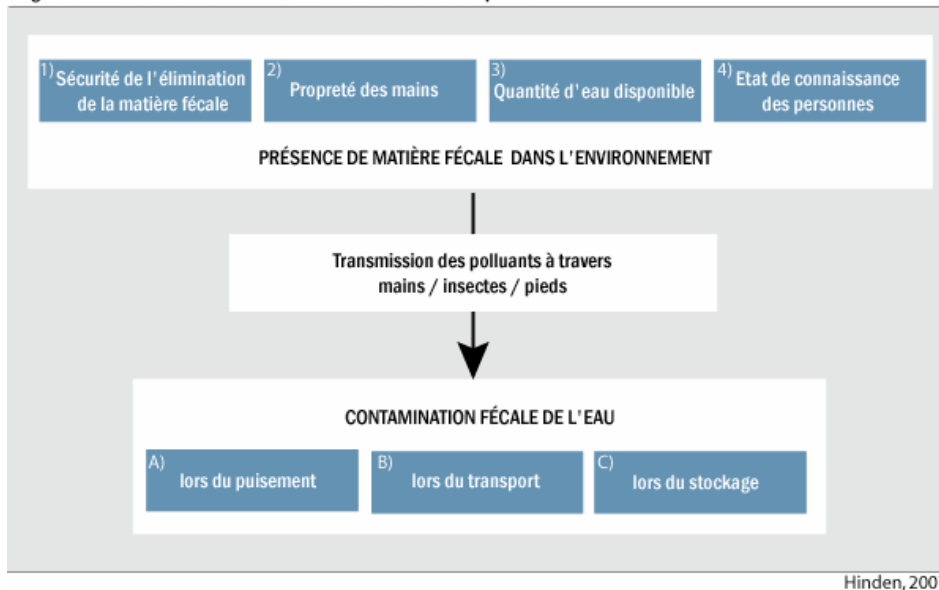 1) Sécurité de l'élimination
de la matière fécale
2) Propreté des mains
3) Quantité d'eau disponible
4) Etat de connaissance
des personnes
PRÉSENCE DE MATIÈRE FÉCALE DANS L'ENVIRONNEMENT
Transmission des polluants à travers
mains / insectes / pieds
CONTAMINATION FÉCALE DE L'EAU
A) lors du puisement
B) lors du transport
C) lors du stockage
Hinden, 200